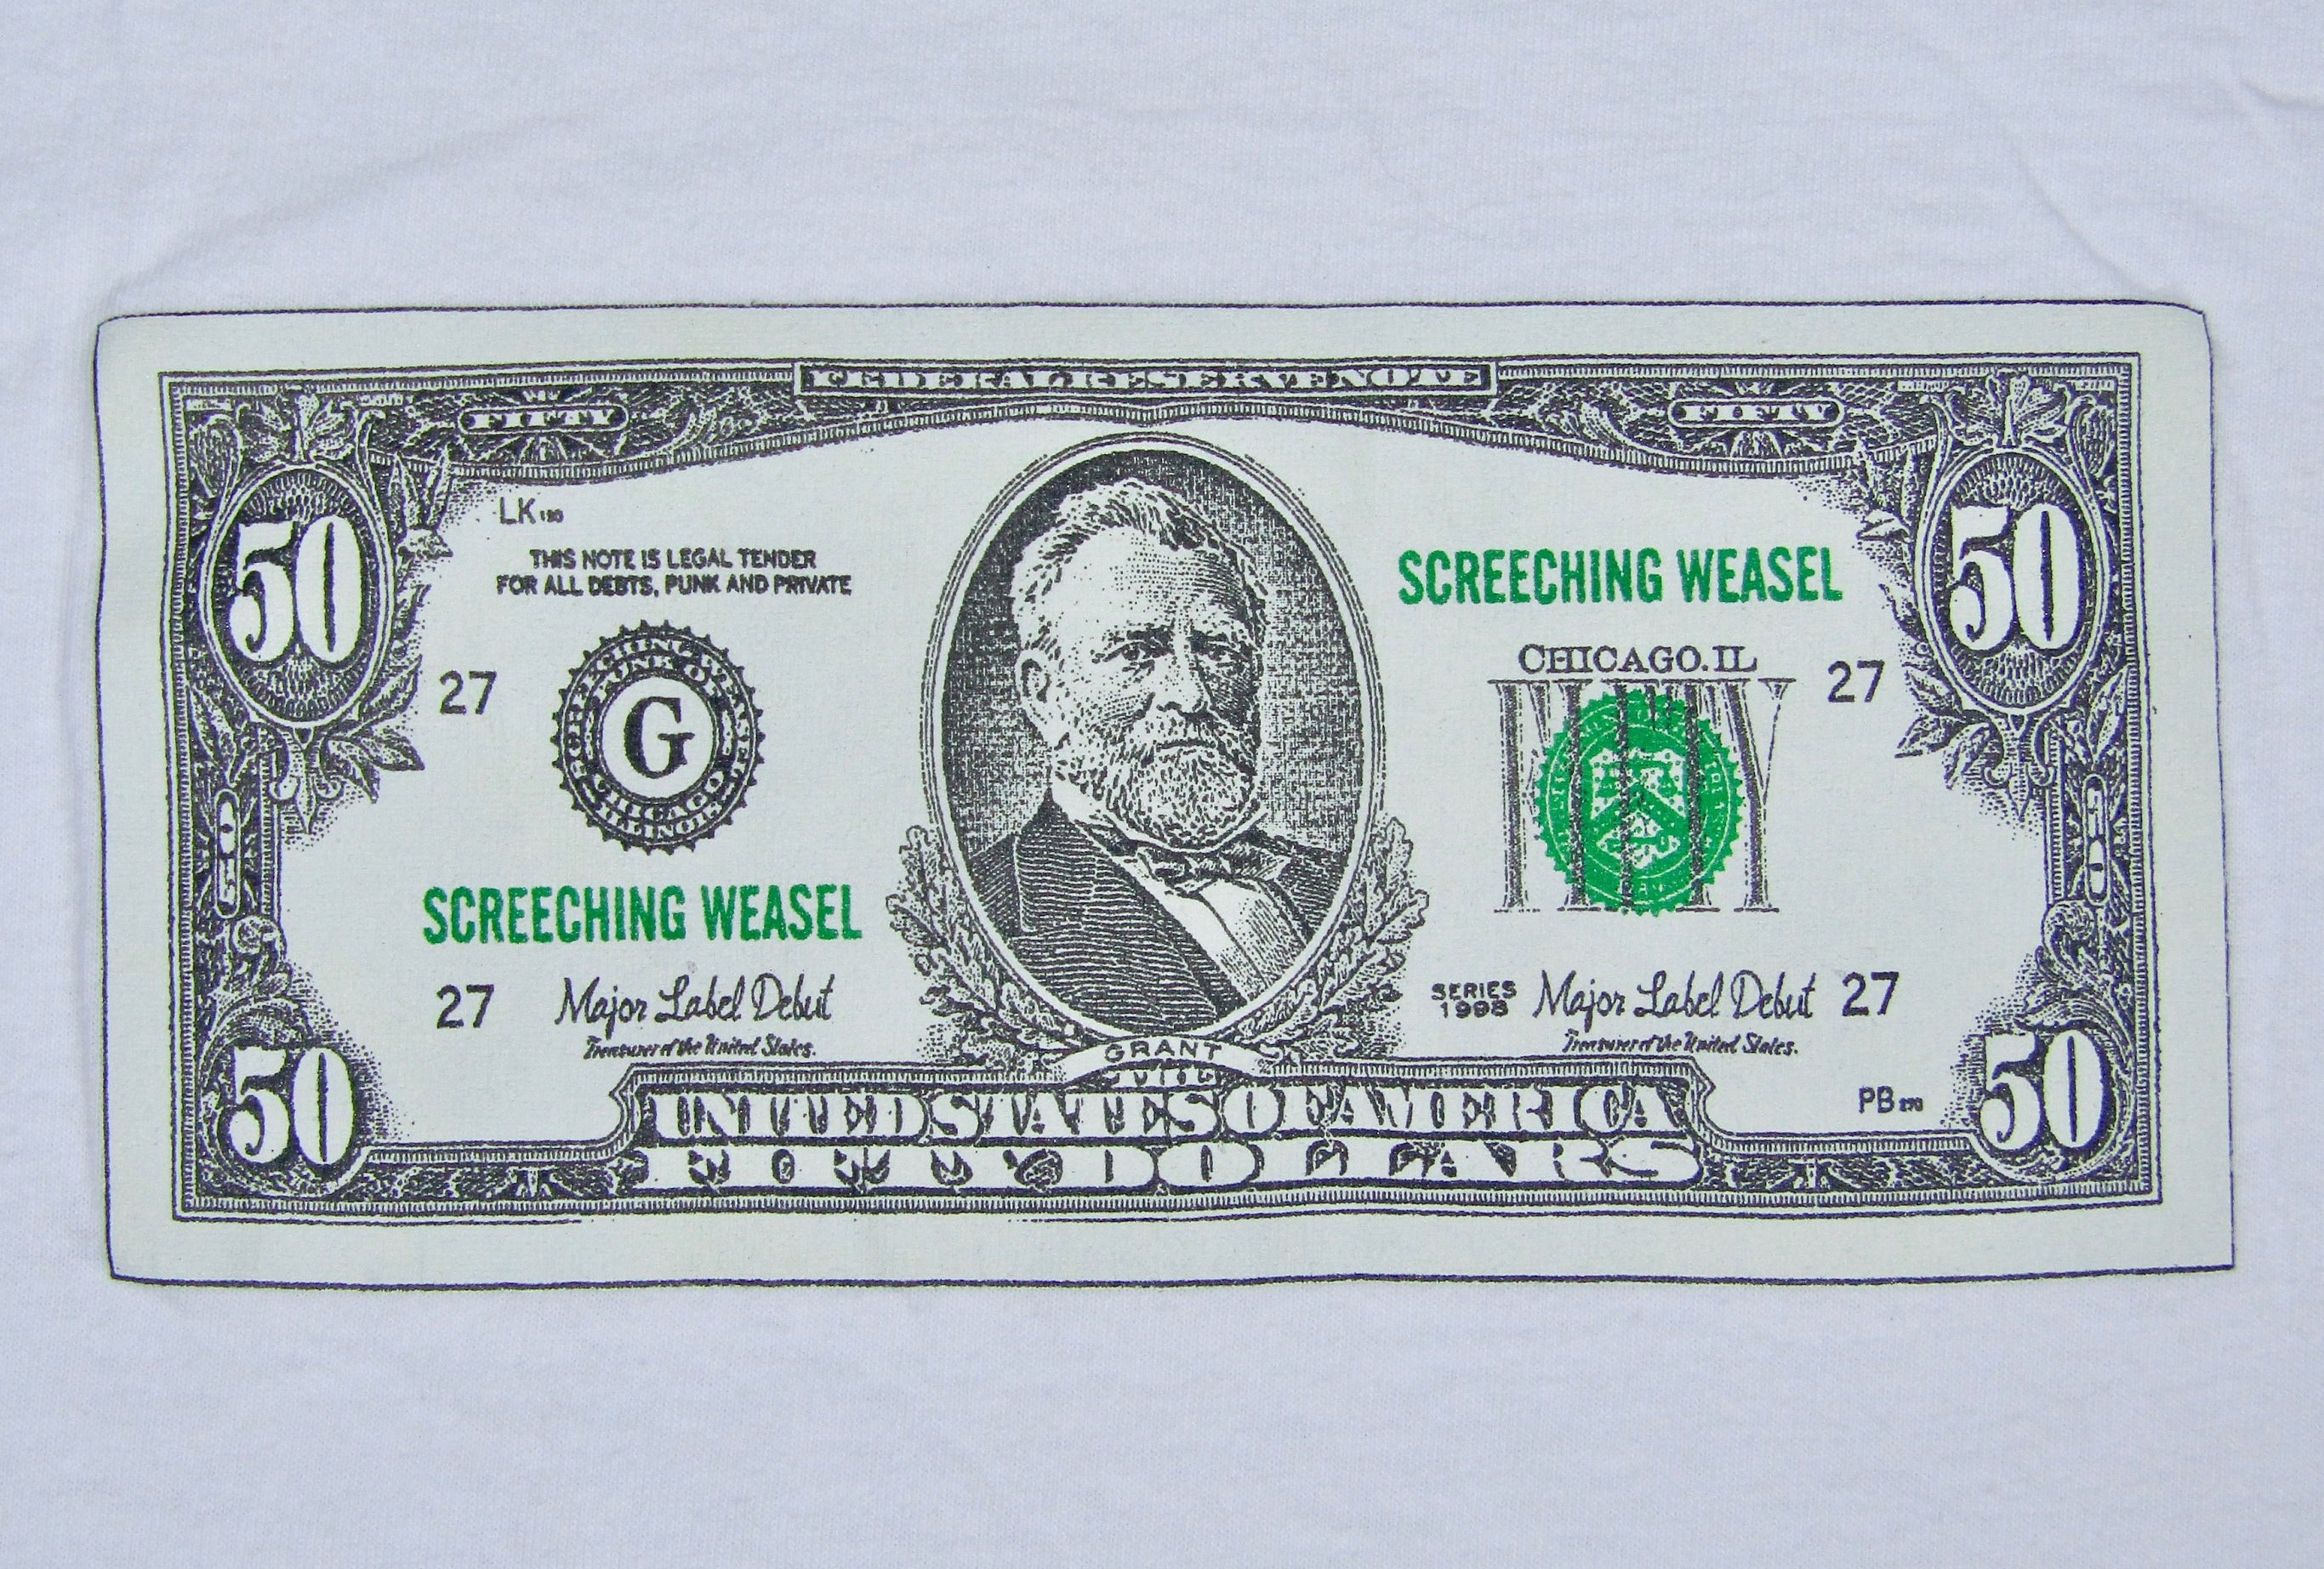 FEDERAL RESERVE NOTE
FIFTY
FIFTY
50
50
LK
THIS NOTE IS LEGAL TENDER
FOR ALL DEBTS, PUNK AND PRIVATE
SCREECHING WEASEL
CHICAGO.IL
27
27
G
CHICAGO
ILLINOIS
FIFTY
SCREECHING WEASEL
27
Major Label Debut
Treasurer of the United States.
SERIES
1998
Major Label Debut
27
Treasurer of the United States.
GRANT
50
50
PB
UNITED STATES OF AMERICA
DOLLARS